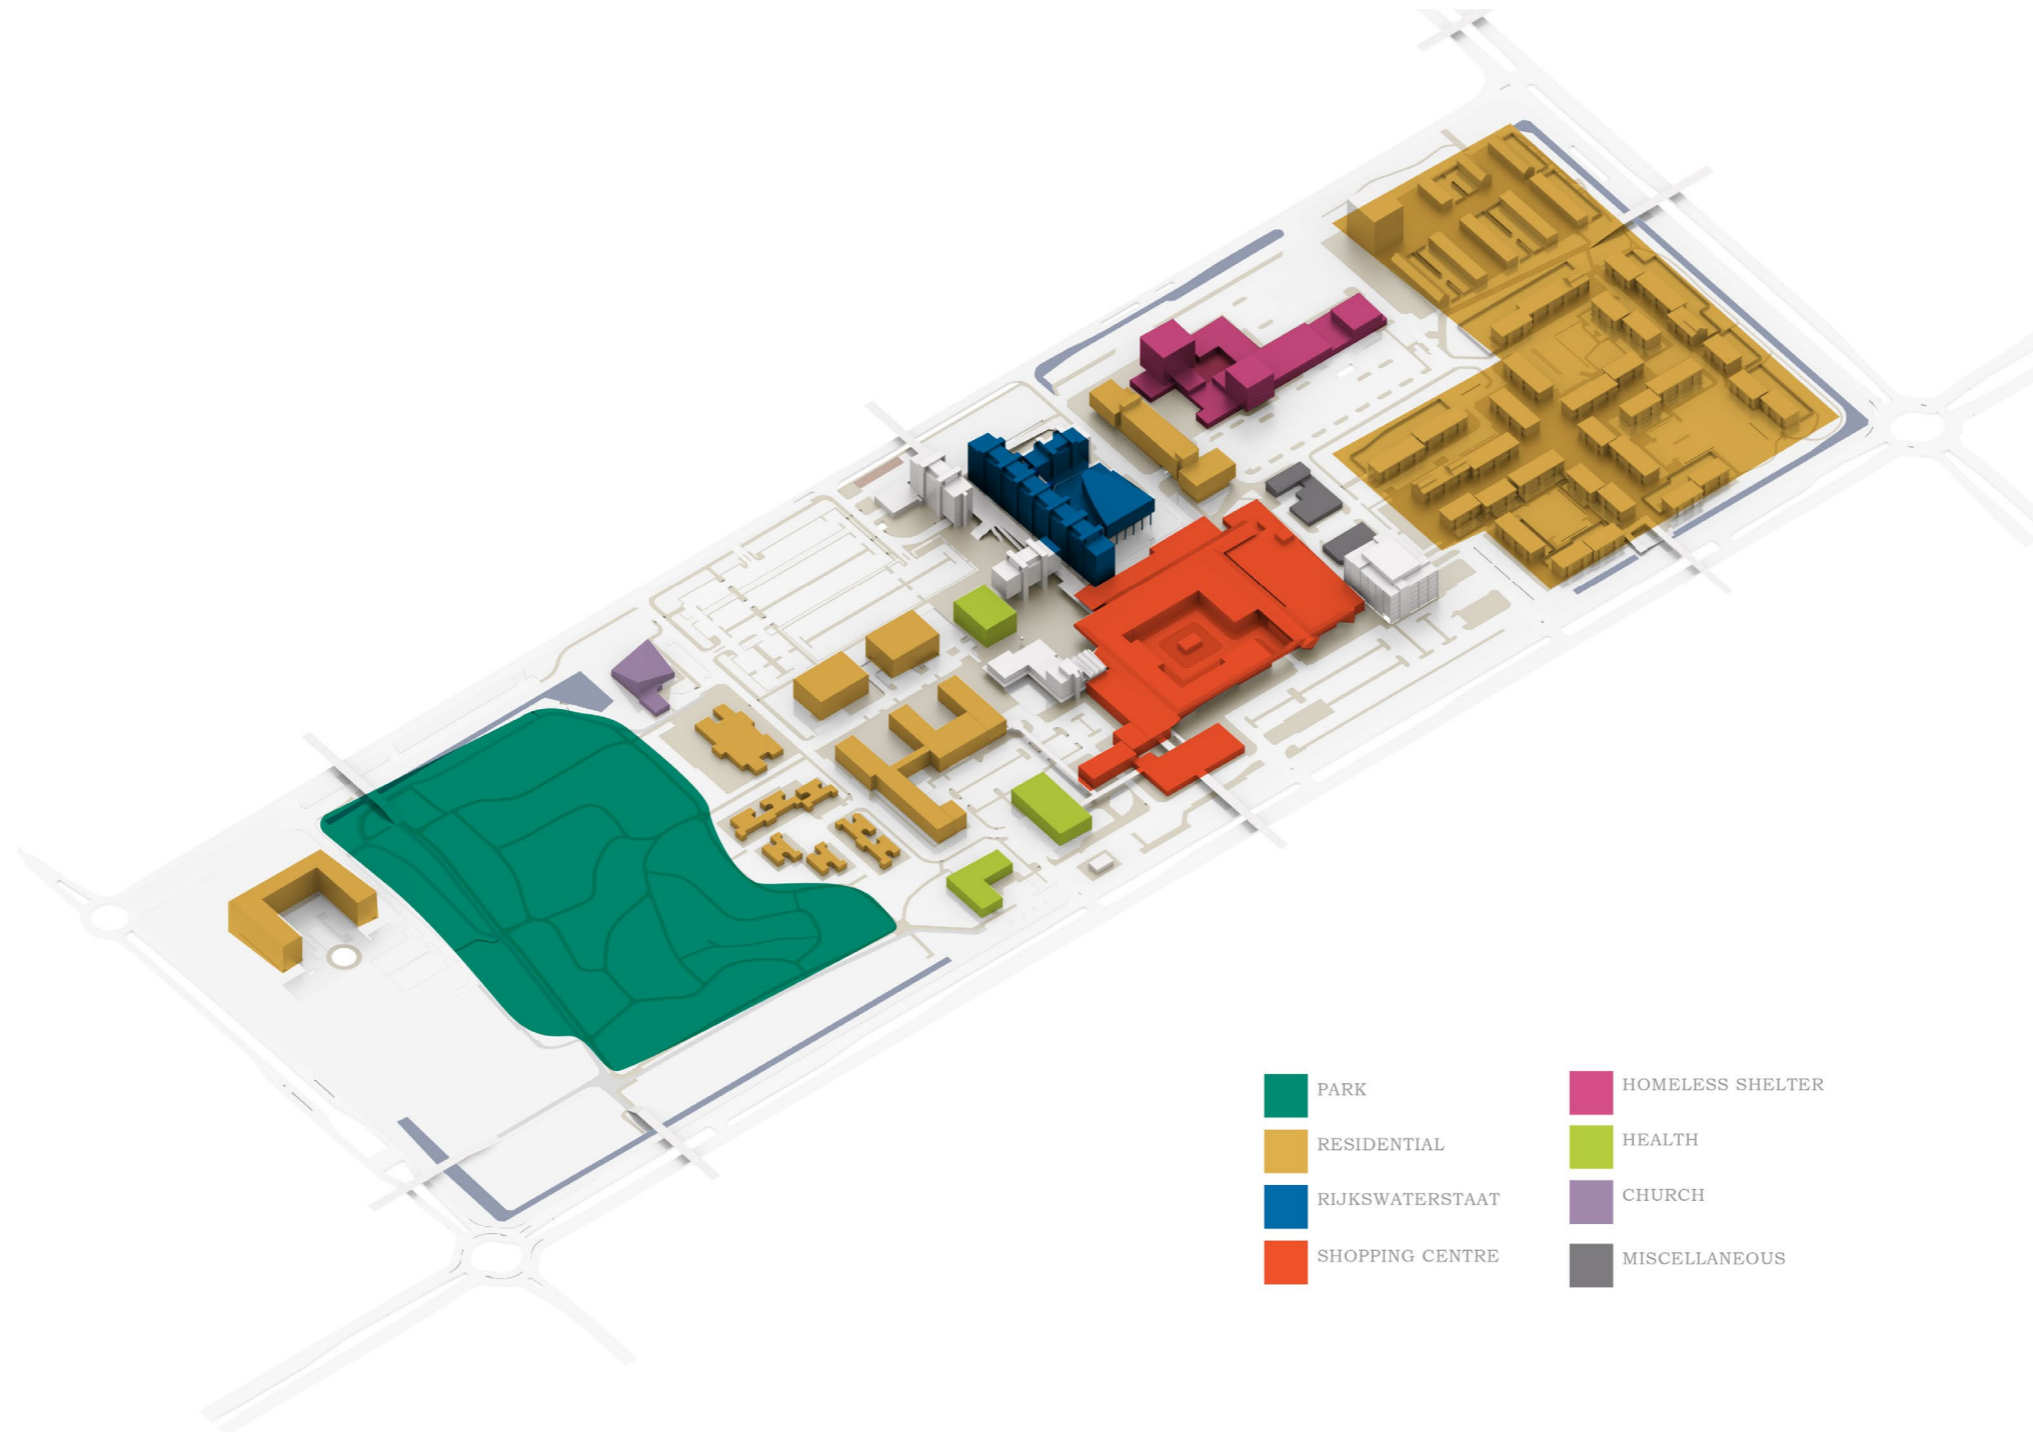 PARK
RESIDENTIAL
RIJKSWATERSTAAT
SHOPPING CENTRE
HOMELESS SHELTER
HEALTH
CHURCH
MISCELLANEOUS